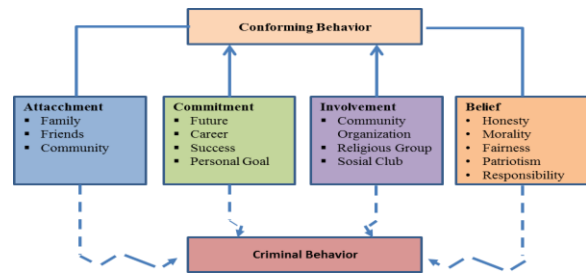 Conforming Behavior
Attacchment
Family
Friends
Community
Commitment
Future
Career
Success
Personal Goal
Involvement
Community
Organization
Religious Group
Sosial Club
Belief
Honesty
Morality
Fairness
Patriotism
Responsibility
Criminal Behavior